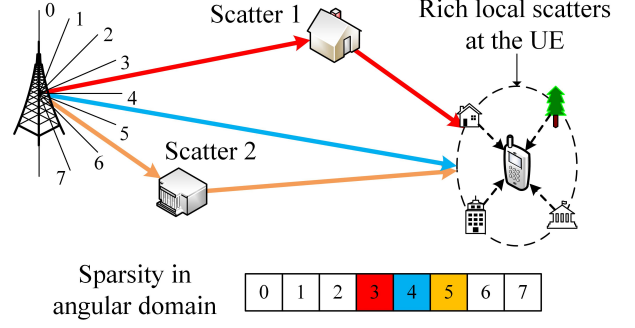 0
1
2
3
4
5
6
7
Scatter 1
Scatter 2
Rich local scatters
at the UE
Sparsity in
angular domain
0 1 2 3 4 5 6 7